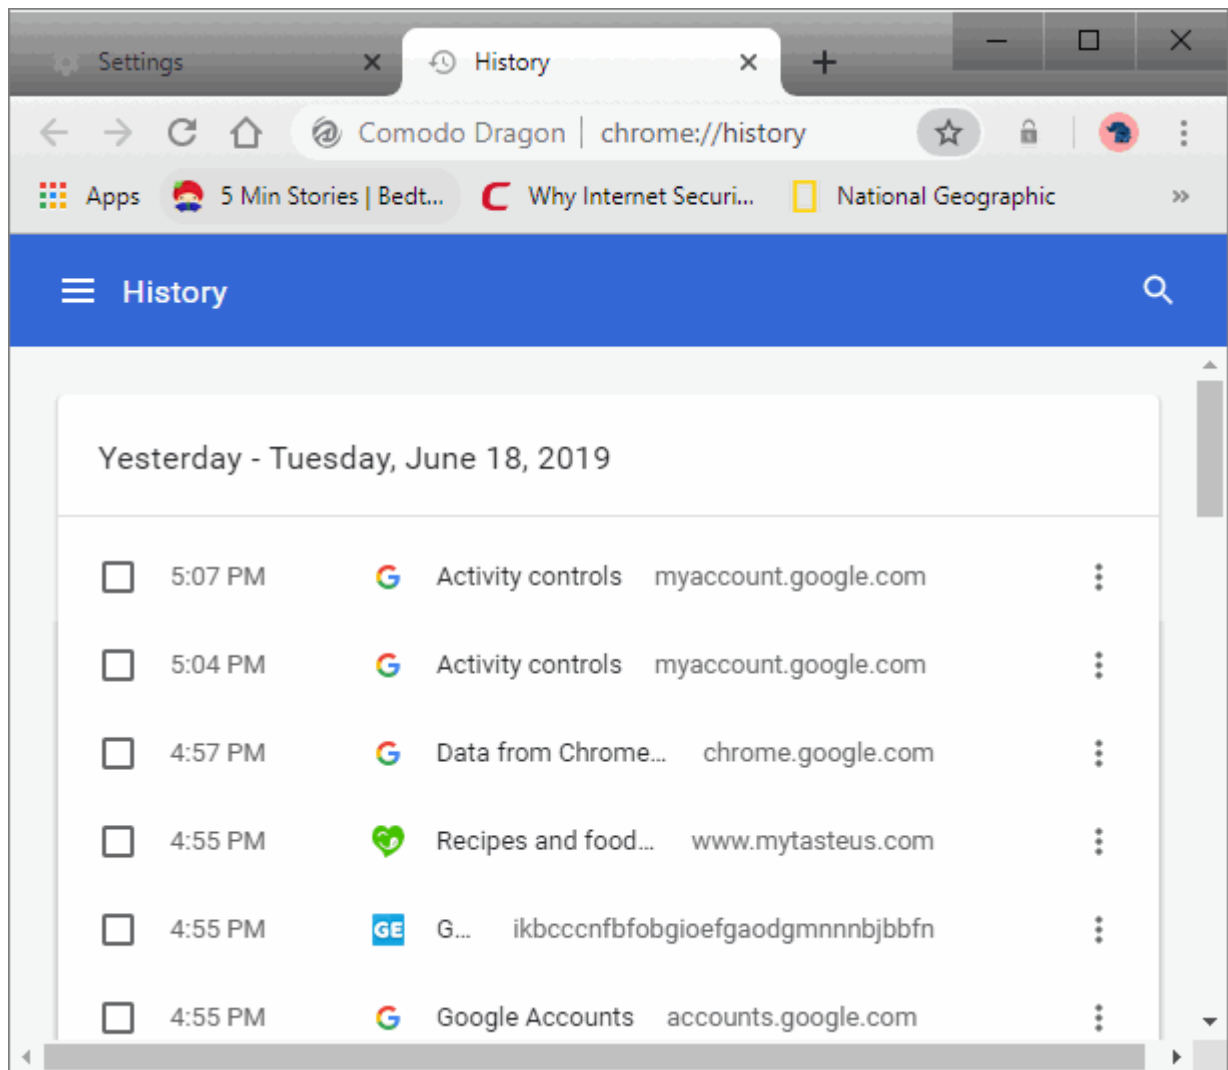 Settings History
Comodo Dragon | chrome://history
Apps 5 Min Stories | Bedt... Why Internet Securi... National Geographic »
History
Yesterday - Tuesday, June 18, 2019
5:07 PM G Activity controls myaccount.google.com
5:04 PM G Activity controls myaccount.google.com
4:57 PM G Data from Chrome... chrome.google.com
4:55 PM Recipes and food... www.mytasteus.com
4:55 PM GE G... ikbcccnfbfobgioefgaodgmnnnbjbbfn
4:55 PM G Google Accounts accounts.google.com